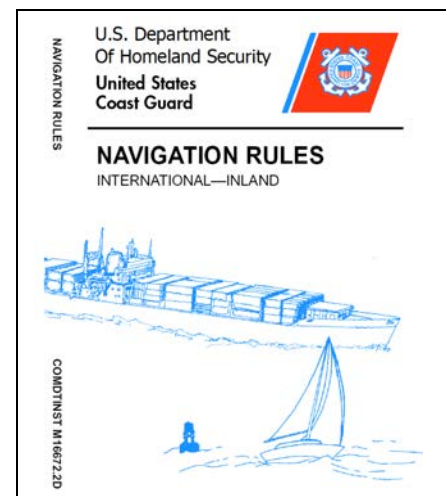 U.S. Department
Of Homeland Security
United States
Coast Guard
NAVIGATION RULES
INTERNATIONAL—INLAND
NAVIGATION RULES
COMDTINST M16672.2D